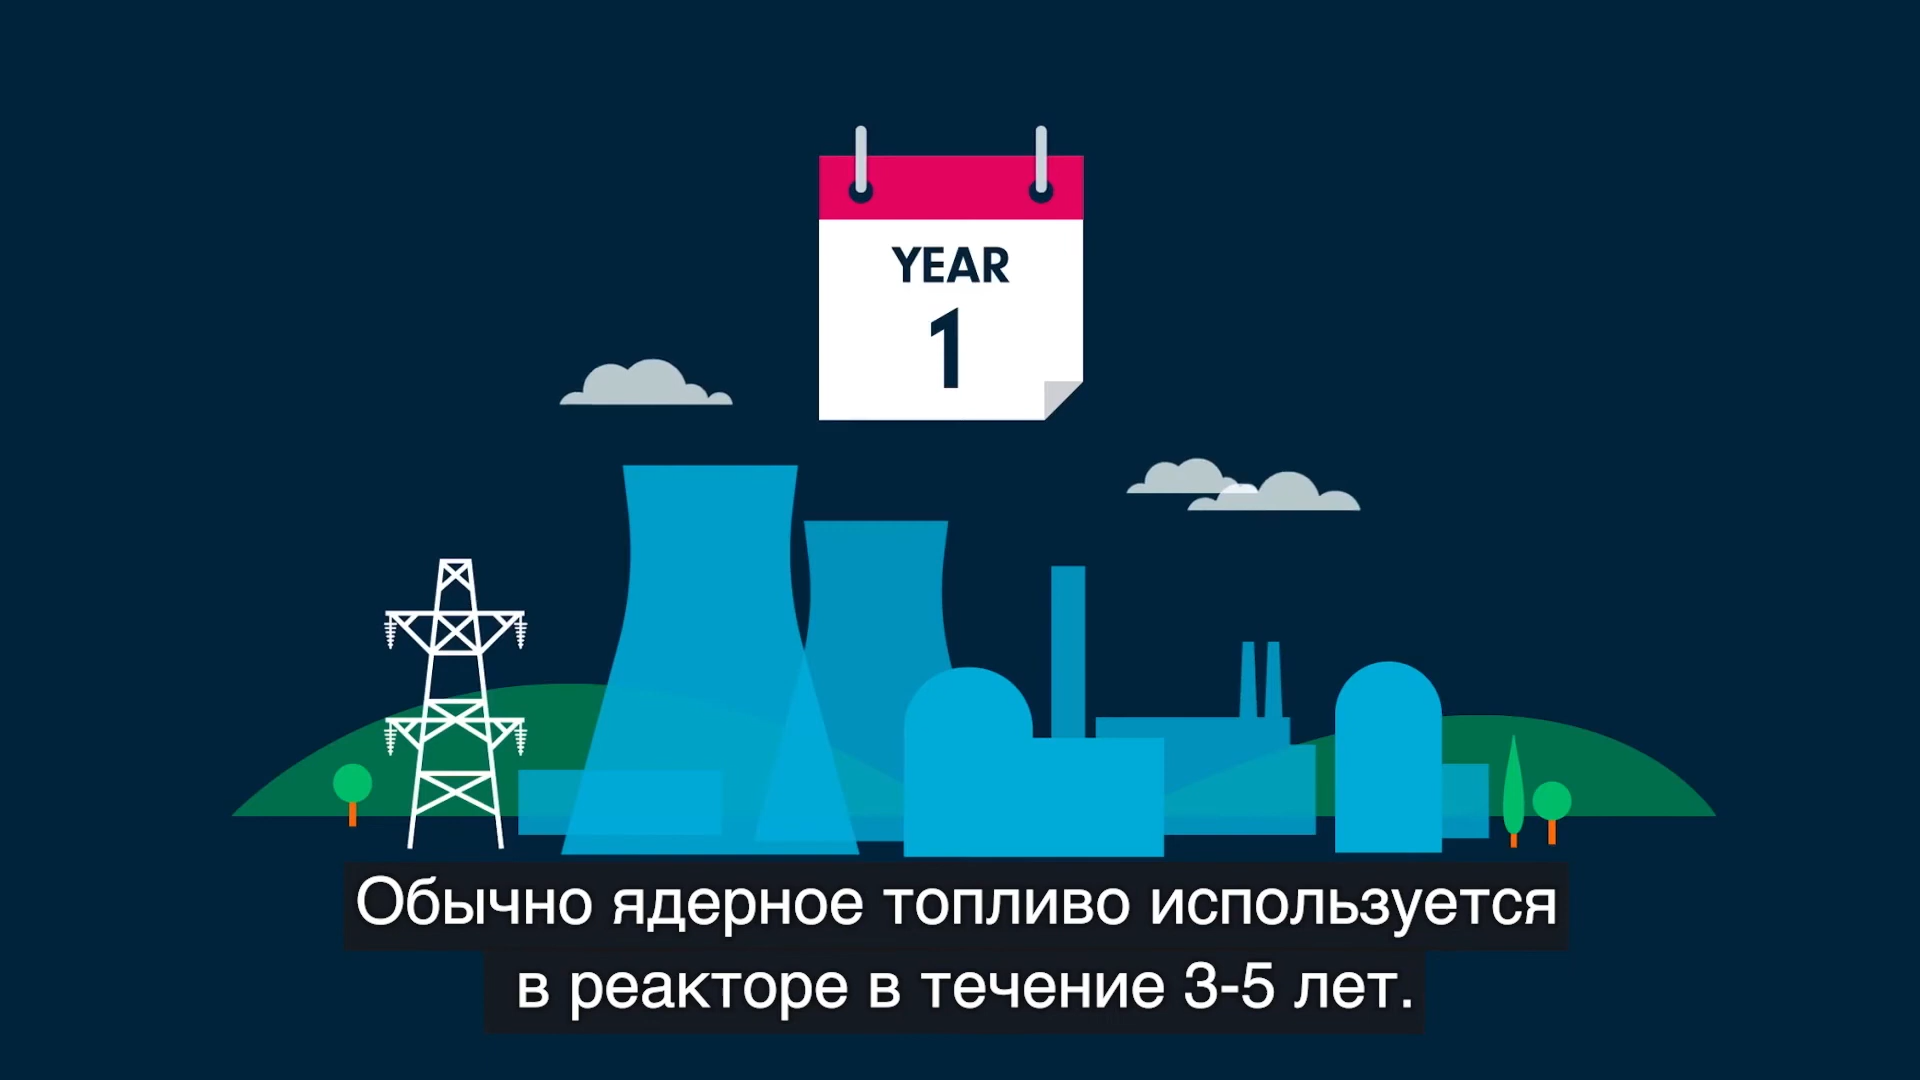 YEAR
1
Обычно ядерное топливо используется
в реакторе в течение 3-5 лет.